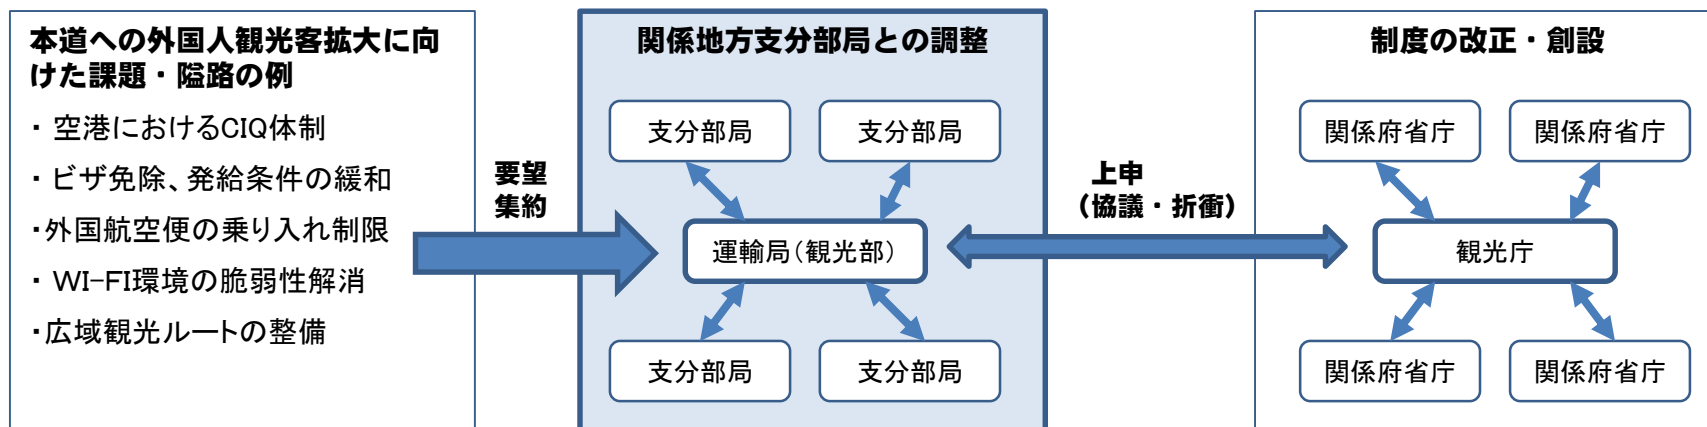 本道への外国人観光客拡大に向
けた課題・隘路の例
・ 空港におけるCIQ体制
・ ビザ免除、発給条件の緩和
・外国航空便の乗り入れ制限
・ WI-FI環境の脆弱性解消
・広域観光ルートの整備
要望
集約
関係地方支分部局との調整
支分部局
支分部局
運輸局(観光部)
支分部局
支分部局
上申
(協議・折衝)
制度の改正・創設
関係府省庁
関係府省庁
観光庁
関係府省庁
関係府省庁